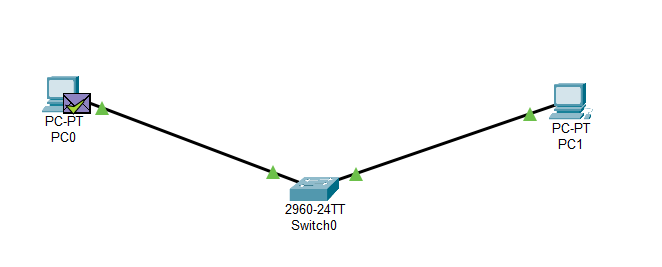 PC-PT
PC0
PC-PT
PC1
2960-24TT
Switch0